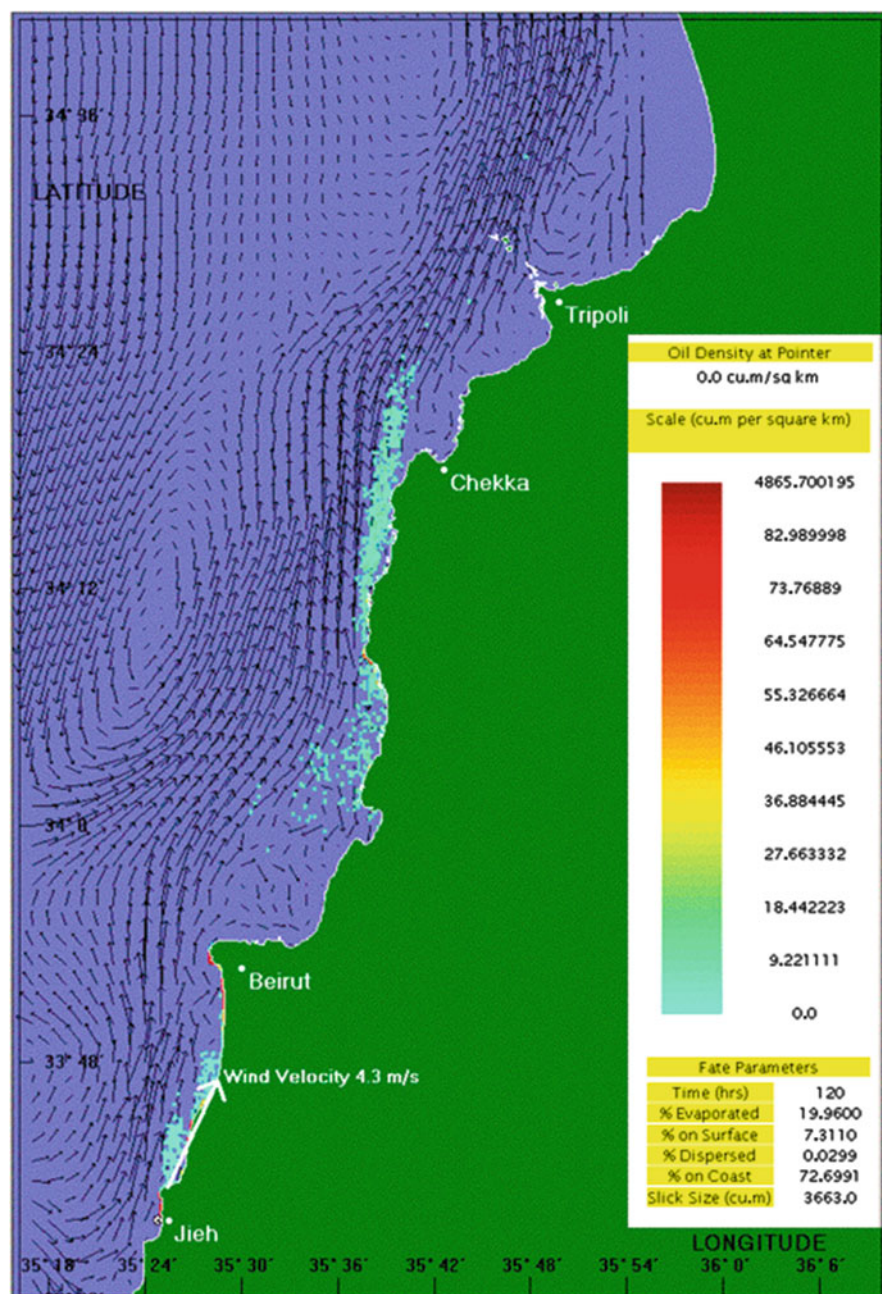 34° 36´
LATITUDE
34° 24´
34° 12´
34° 0´
33° 48´
Tripoli
Chekka
Beirut
Wind Velocity 4.3 m/s
Jieh
Oil Density at Pointer
0.0 cu.m/sq km
Scale (cu.m per square km)
4865.700195
82.989998
73.76889
64.547775
55.326664
46.105553
36.884445
27.663332
18.442223
9.221111
0.0
Fate Parameters
Time (hrs) 120
% Evaporated 19.9600
% on Surface 7.3110
% Dispersed 0.0299
% on Coast 72.6991
Slick Size (cu.m) 3663.0
LONGITUDE
35° 18´ 35° 24´ 35° 30´ 35° 36´ 35° 42´ 35° 48´ 35° 54´ 36° 0´ 36° 6´